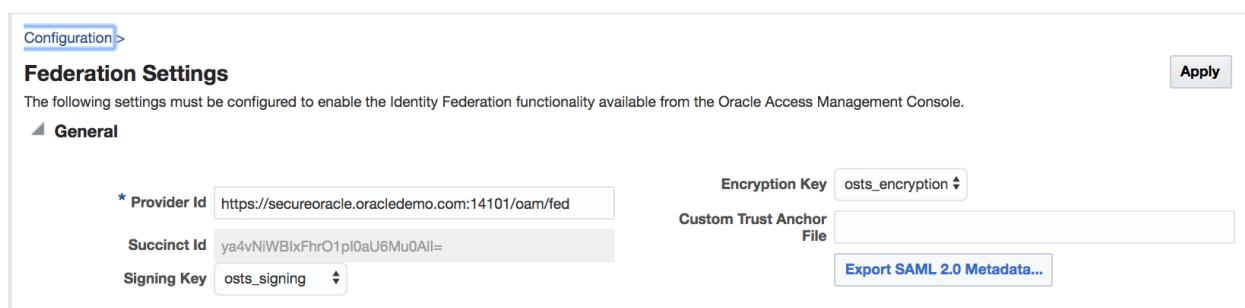 Configuration >
Federation Settings
Apply
The following settings must be configured to enable the Identity Federation functionality available from the Oracle Access Management Console.
General
* Provider Id https://secureoracle.oracledemo.com:14101/oam/fed
Succinct Id ya4vNiWBIxFhrO1pI0aU6Mu0AII=
Signing Key osts_signing
Encryption Key osts_encryption
Custom Trust Anchor
File
Export SAML 2.0 Metadata...